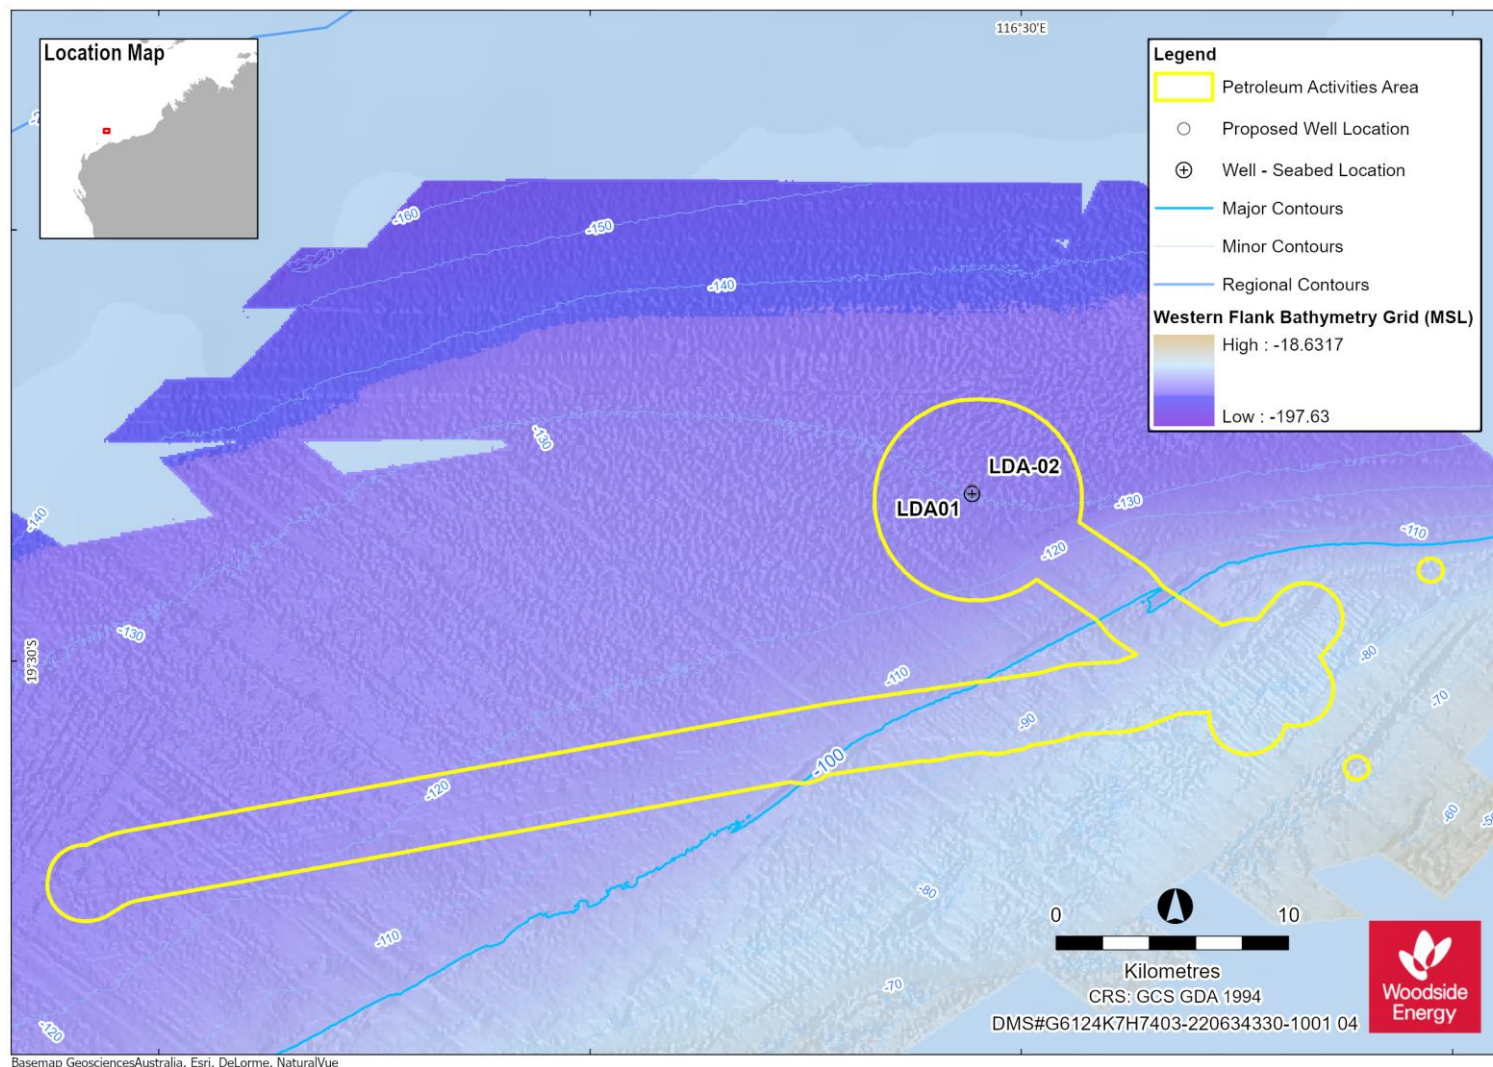 116°30'E
Location Map
Legend
Petroleum Activities Area
Proposed Well Location
Well - Seabed Location
Major Contours
Minor Contours
Regional Contours
Western Flank Bathymetry Grid (MSL)
High : -18.6317
Low : -197.63
-160
-150
-140
-130
LDA-02
LDA01
-130
-110
-120
-140
-130
19°30'S
-80
-110
-70
-90
-100
-120
-60
-80
-110
-70
-120
0 10
Kilometres
CRS: GCS GDA 1994
DMS#G6124K7H7403-220634330-1001 04
Woodside
Energy
Basemap GeosciencesAustralia, Esri, DeLorme, NaturalVue